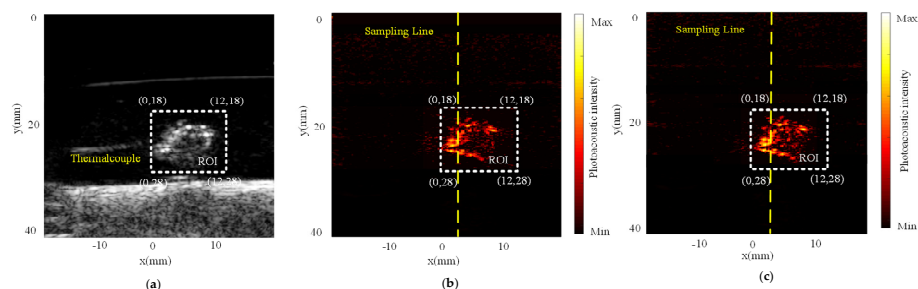 0
20
40
y(mm)
(0,18)
(12,18)
Thermalcouple
ROI
(0,28)
(12,28)
-10
0
10
x(mm)
(a)
0
20
40
y(mm)
Sampling Line
(0,18)
(12,18)
ROI
(0,28)
(12,28)
-10
0
10
x(mm)
(b)
Max
Photoacoustic intensity
Min
0
20
40
y(mm)
Sampling Line
(0,18)
(12,18)
ROI
(0,28)
(12,28)
-10
0
10
x(mm)
(c)
Max
Photoacoustic intensity
Min